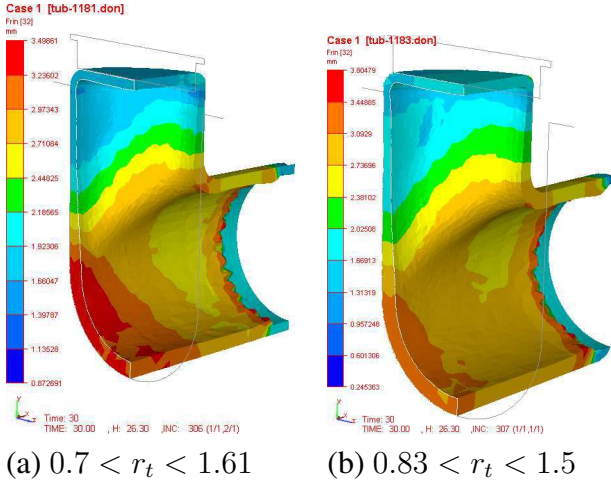 Case 1 [tub-1181.don]
Frin [32]
mm
3.49861
3.23602
2.97343
2.71084
2.44825
2.18565
1.92306
1.66047
1.39787
1.13528
0.872691
Time: 30
TIME: 30.00 , H: 26.30 ,INC: 306 (1/1,2/1)
(a) 0.7 < r_t < 1.61
Case 1 [tub-1183.don]
Frin [32]
mm
3.80479
3.44885
3.0929
2.73696
2.38102
2.02508
1.66913
1.31319
0.957248
0.601306
0.245363
Time: 30
TIME: 30.00 , H: 26.30 ,INC: 307 (1/1,1/1)
(b) 0.83 < r_t < 1.5